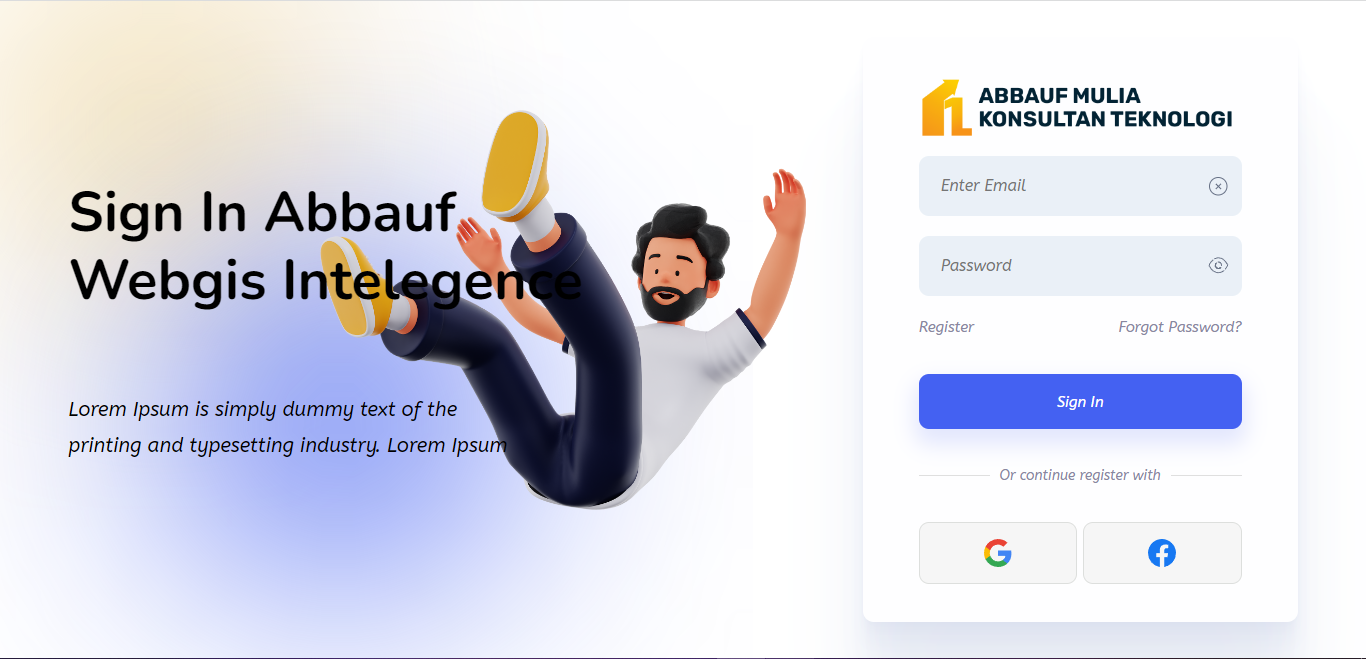 Sign In Abbauf
Webgis Intelegence
Lorem Ipsum is simply dummy text of the
printing and typesetting industry. Lorem Ipsum
ABBAUF MULIA
KONSULTAN TEKNOLOGI
Enter Email
Password
Register Forgot Password?
Sign In
Or continue register with